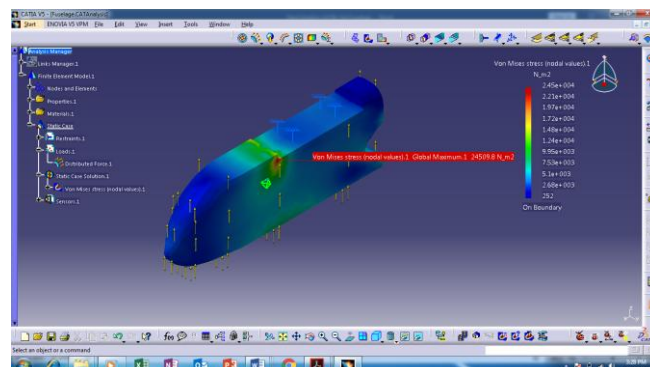 CATIA V5 - [Fuselage.CATAnalysis]
Start ENOVIA V5 VPM File Edit View Insert Tools Window Help
Analysis Manager
Links Manager.1
Finite Element Model.1
Nodes and Elements
Properties.1
Materials.1
Static Case
Restraints.1
Loads.1
Distributed Force.1
Static Case Solution.1
Von Mises stress (nodal values).1
Sensors.1
Von Mises stress (nodal values).1 Global Maximum.1 24509.8 N_m2
Von Mises stress (nodal values).1
N_m2
2.45e+004
2.21e+004
1.97e+004
1.72e+004
1.48e+004
1.24e+004
9.95e+003
7.53e+003
5.1e+003
2.68e+003
252
On Boundary
Select an object or a command
3:28 PM